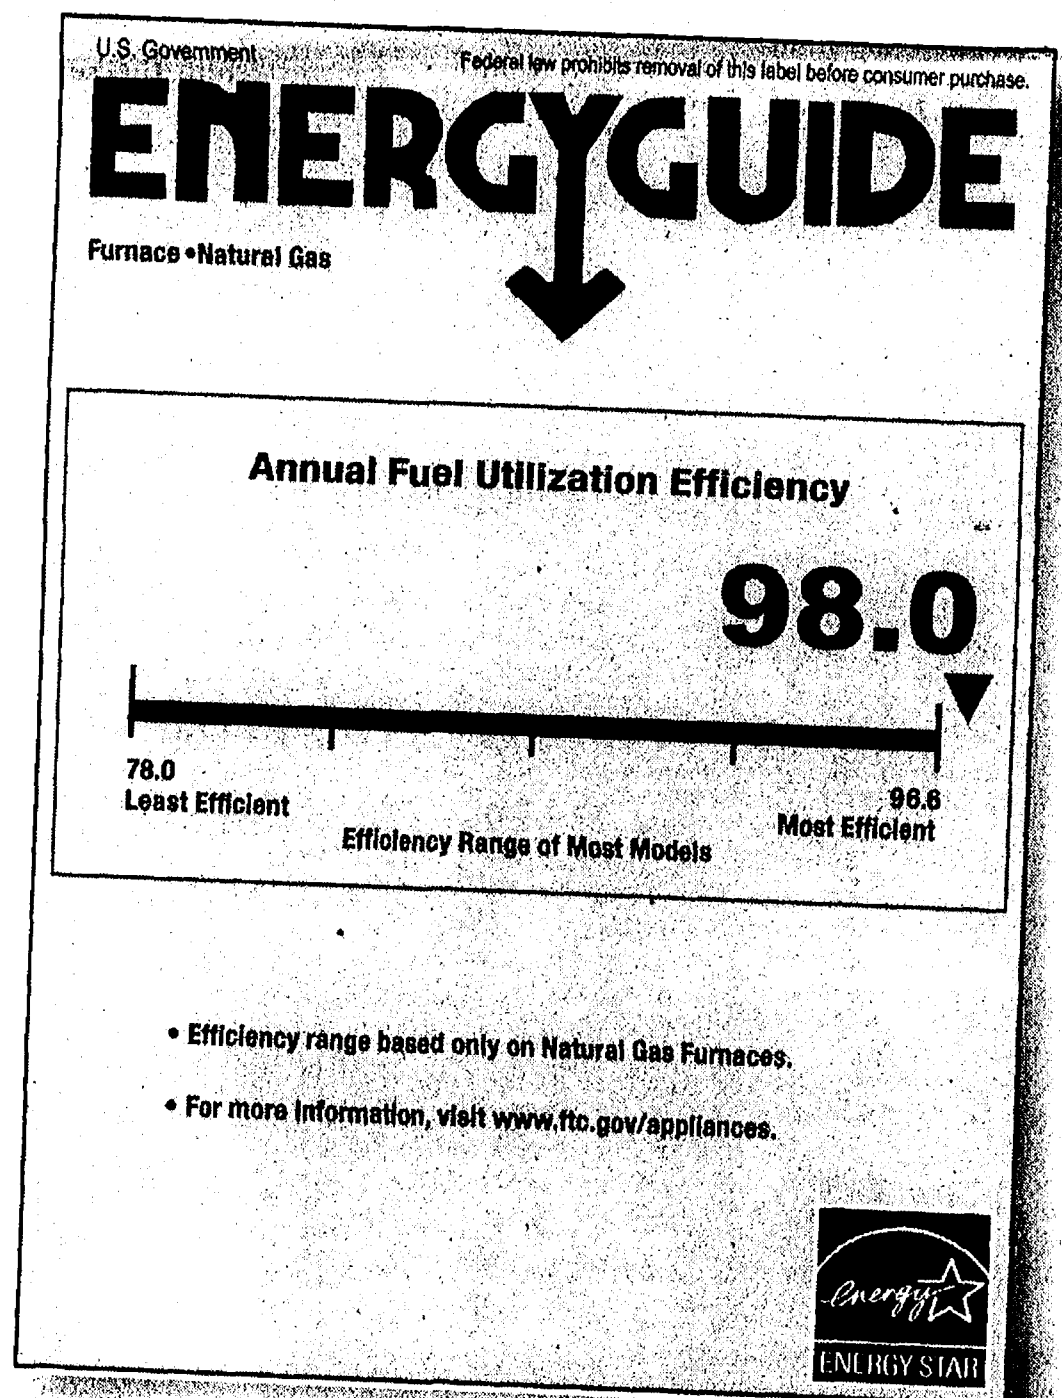 U.S. Government
Federal law prohibits removal of this label before consumer purchase.
ENERGYGUIDE
Furnace • Natural Gas
Annual Fuel Utilization Efficiency
98.0
78.0
Least Efficient
96.6
Most Efficient
Efficiency Range of Most Models
• Efficiency range based only on Natural Gas Furnaces.
• For more information, visit www.ftc.gov/appliances.
energy
ENERGY STAR